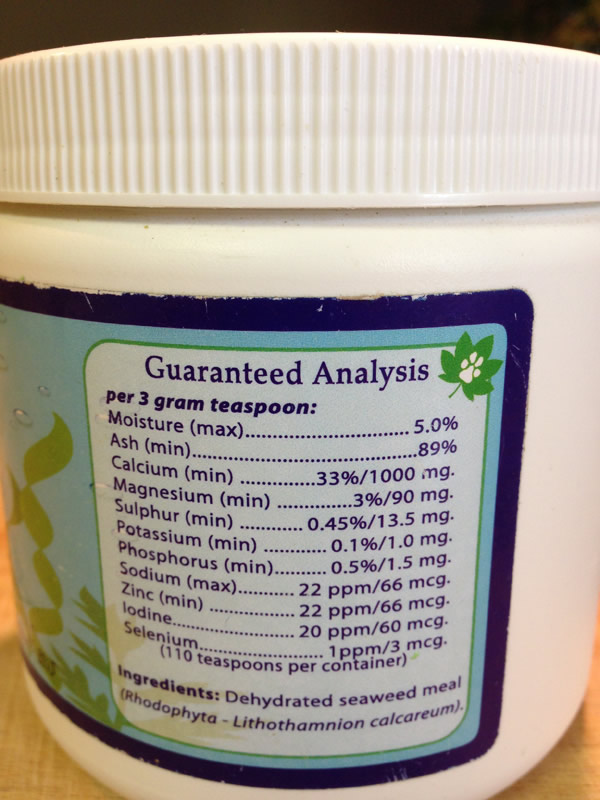 Guaranteed Analysis
per 3 gram teaspoon:
Moisture (max)................................... 5.0%
Ash (min)................................................89%
Calcium (min) ................33%/1000 mg.
Magnesium (min) ................3%/90 mg.
Sulphur (min) ............ 0.45%/13.5 mg.
Potassium (min) ............ 0.1%/1.0 mg.
Phosphorus (min)........... 0.5%/1.5 mg.
Sodium (max)........... 22 ppm/66 mcg.
Zinc (min) ................. 22 ppm/66 mcg.
Iodine........................ 20 ppm/60 mcg.
Selenium........................ 1ppm/3 mcg.
(110 teaspoons per container)
Ingredients: Dehydrated seaweed meal
(Rhodophyta - Lithothamnion calcareum).